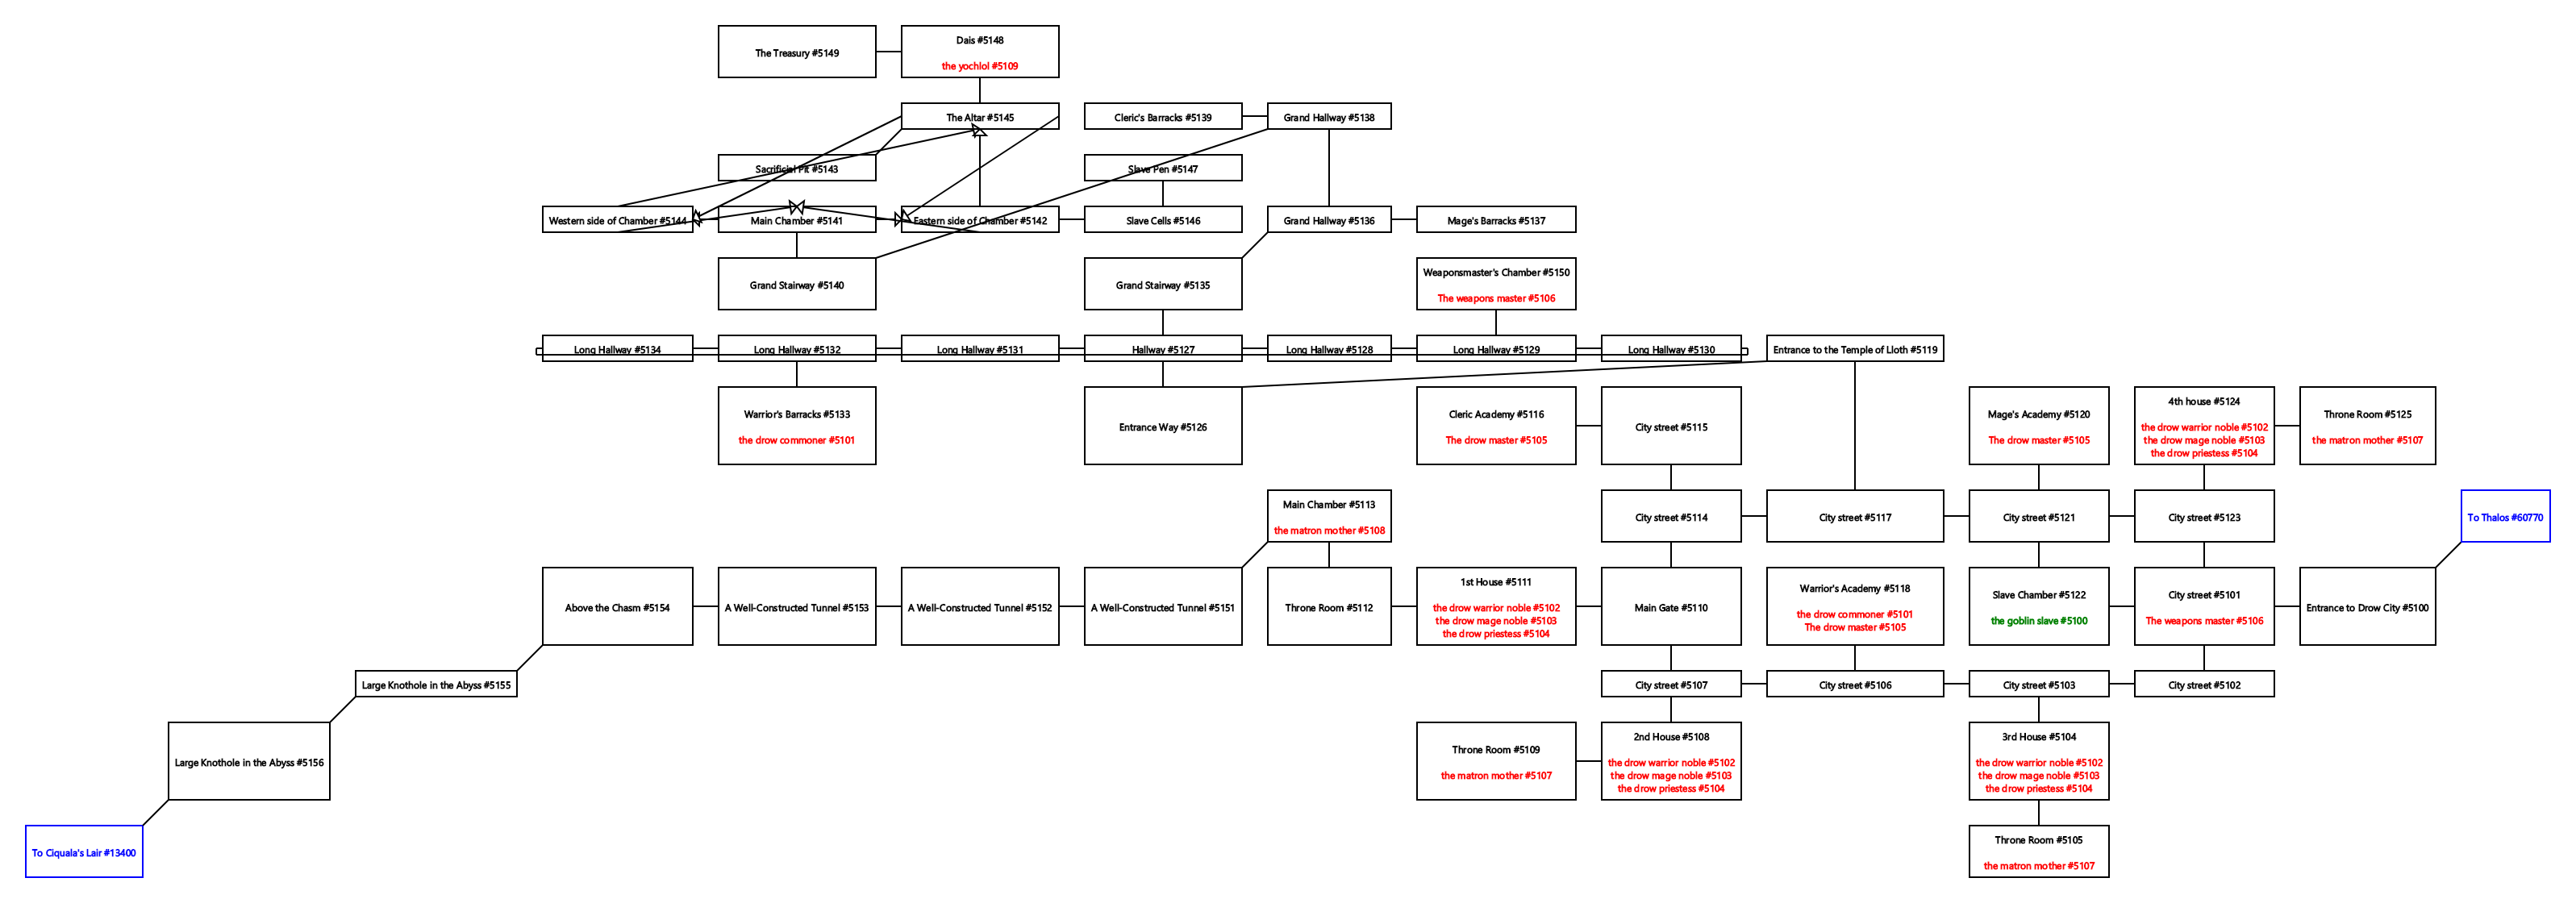 The Treasury #5149
Dais #5148
the yochlol #5109
The Altar #5145
Cleric's Barracks #5139
Grand Hallway #5138
Sacrificial Pit #5143
Slave Pen #5147
Western side of Chamber #5144
Main Chamber #5141
Eastern side of Chamber #5142
Slave Cells #5146
Grand Hallway #5136
Mage's Barracks #5137
Grand Stairway #5140
Grand Stairway #5135
Weaponsmaster's Chamber #5150
The weapons master #5106
Long Hallway #5134
Long Hallway #5132
Long Hallway #5131
Hallway #5127
Long Hallway #5128
Long Hallway #5129
Long Hallway #5130
Entrance to the Temple of Lloth #5119
Warrior's Barracks #5133
the drow commoner #5101
Entrance Way #5126
Cleric Academy #5116
The drow master #5105
City street #5115
Mage's Academy #5120
The drow master #5105
4th house #5124
the drow warrior noble #5102
the drow mage noble #5103
the drow priestess #5104
Throne Room #5125
the matron mother #5107
Main Chamber #5113
the matron mother #5108
City street #5114
City street #5117
City street #5121
City street #5123
To Thalos #60770
Above the Chasm #5154
A Well-Constructed Tunnel #5153
A Well-Constructed Tunnel #5152
A Well-Constructed Tunnel #5151
Throne Room #5112
1st House #5111
the drow warrior noble #5102
the drow mage noble #5103
the drow priestess #5104
Main Gate #5110
Warrior's Academy #5118
the drow commoner #5101
The drow master #5105
Slave Chamber #5122
the goblin slave #5100
City street #5101
The weapons master #5106
Entrance to Drow City #5100
Large Knothole in the Abyss #5155
City street #5107
City street #5106
City street #5103
City street #5102
Large Knothole in the Abyss #5156
Throne Room #5109
the matron mother #5107
2nd House #5108
the drow warrior noble #5102
the drow mage noble #5103
the drow priestess #5104
3rd House #5104
the drow warrior noble #5102
the drow mage noble #5103
the drow priestess #5104
To Ciquala's Lair #13400
Throne Room #5105
the matron mother #5107